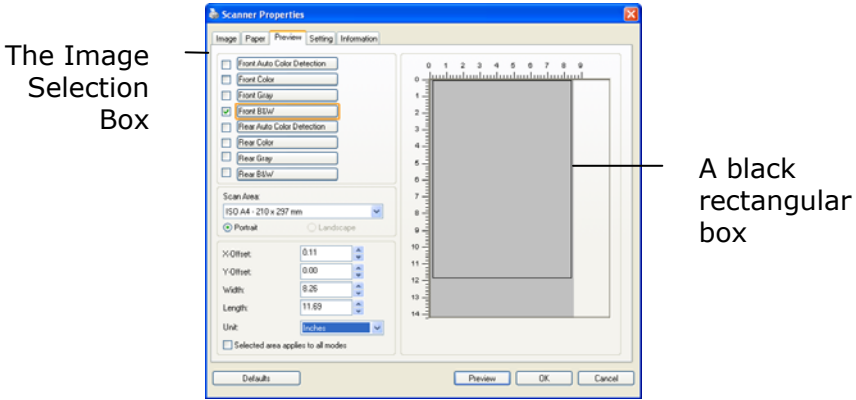 Scanner Properties
Image Paper Preview Setting Information
The Image
Selection
Box
Front Auto Color Detection
Front Color
Front Gray
Front B&W
Rear Auto Color Detection
Rear Color
Rear Gray
Rear B&W
Scan Area:
ISO A4 - 210 x 297 mm
Portrait Landscape
X-Offset: 0.11
Y-Offset: 0.00
Width: 8.26
Length: 11.69
Unit: Inches
Selected area applies to all modes
0 1 2 3 4 5 6 7 8 9
0
1
2
3
4
5
6
7
8
9
10
11
12
13
14
A black
rectangular
box
Defaults Preview OK Cancel